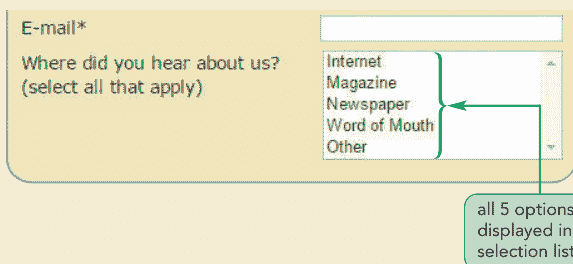 E-mail*
Where did you hear about us?
(select all that apply)
Internet
Magazine
Newspaper
Word of Mouth
Other
all 5 options
displayed in
selection list